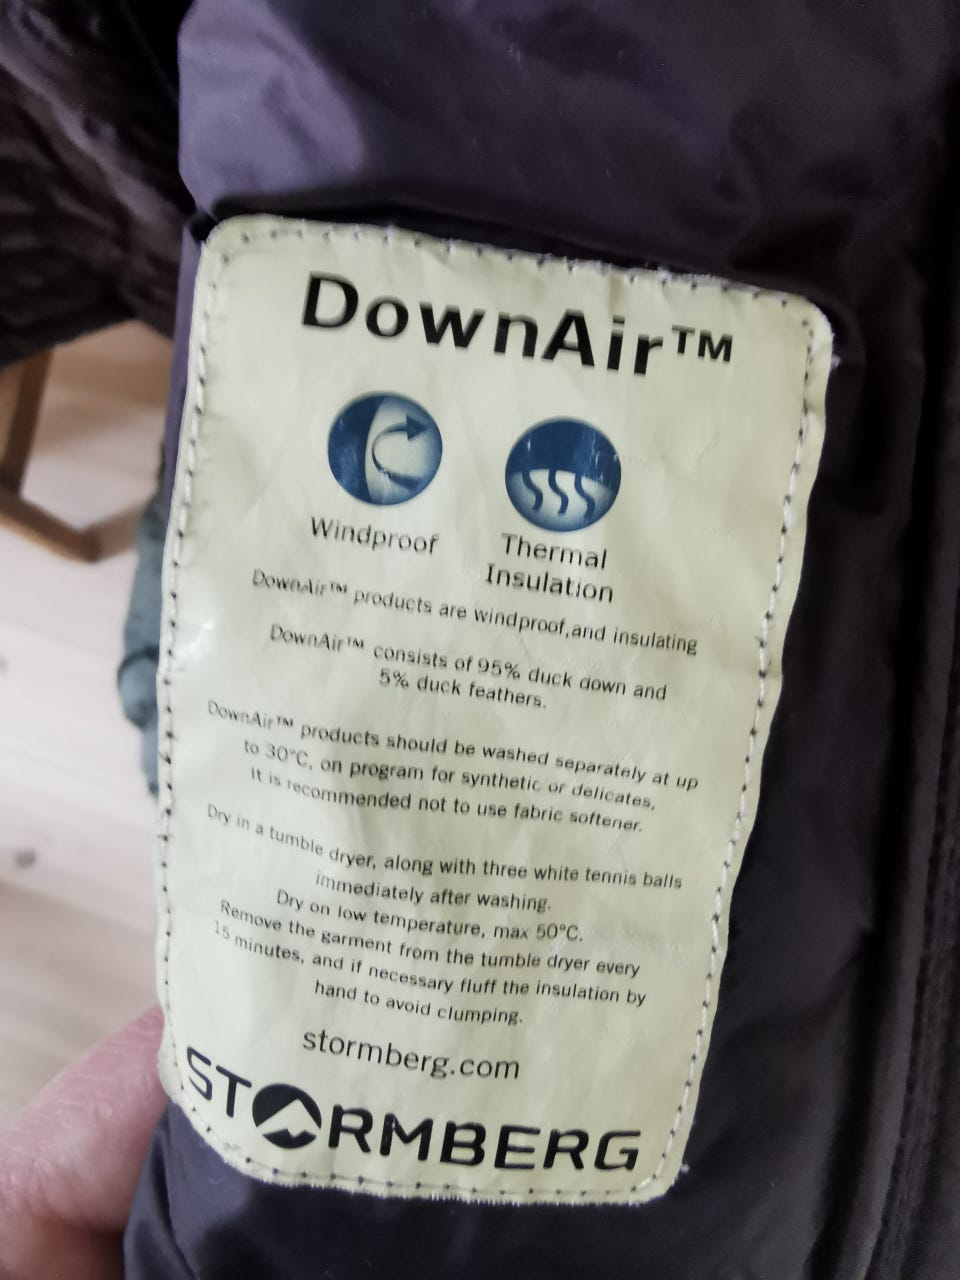 DownAir™
Windproof
Thermal
Insulation
DownAir™ products are windproof,and insulating
DownAir™ consists of 95% duck down and
5% duck feathers.
DownAir™ products should be washed separately at up
to 30°C, on program for synthetic or delicates,
It is recommended not to use fabric softener.
Dry in a tumble dryer, along with three white tennis balls
immediately after washing.
Dry on low temperature, max 50°C.
Remove the garment from the tumble dryer every
15 minutes, and if necessary fluff the insulation by
hand to avoid clumping.
stormberg.com
STORMBERG